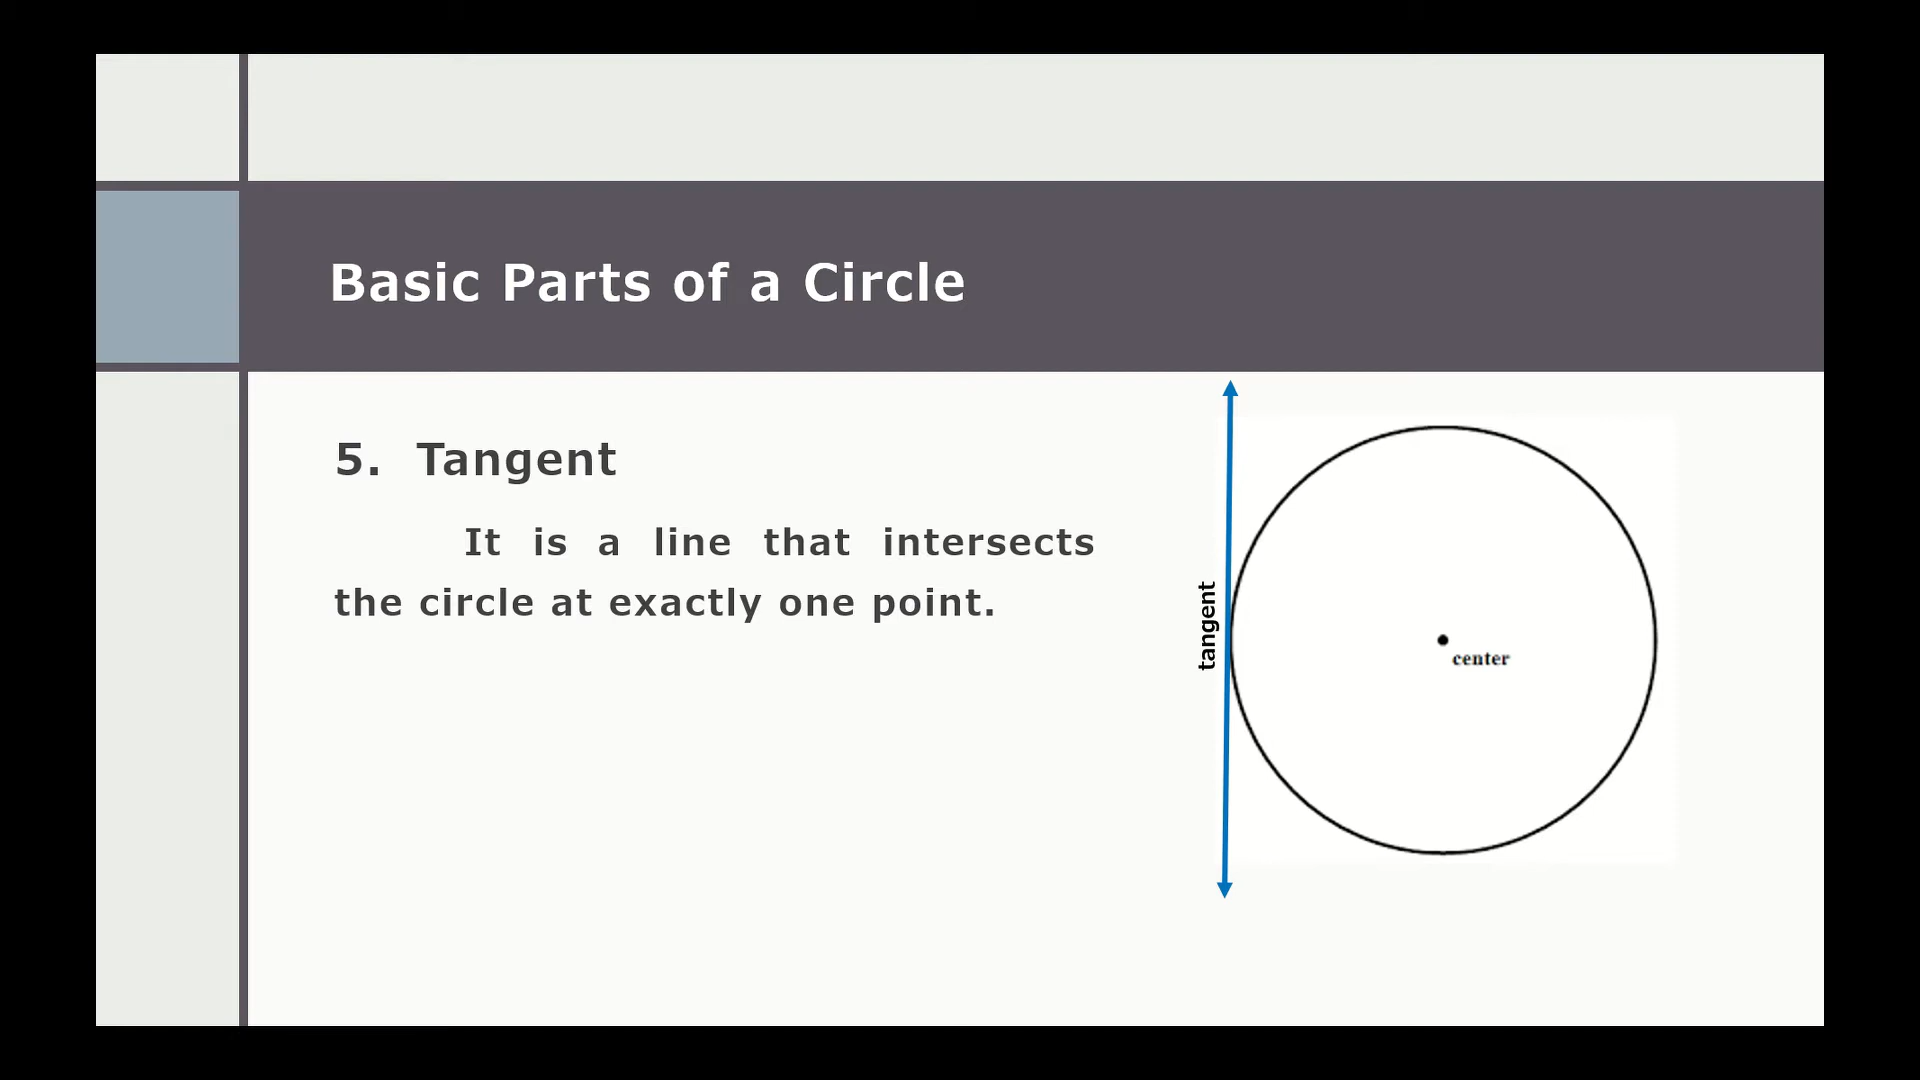 Basic Parts of a Circle
5. Tangent
It is a line that intersects
the circle at exactly one point.
tangent
center